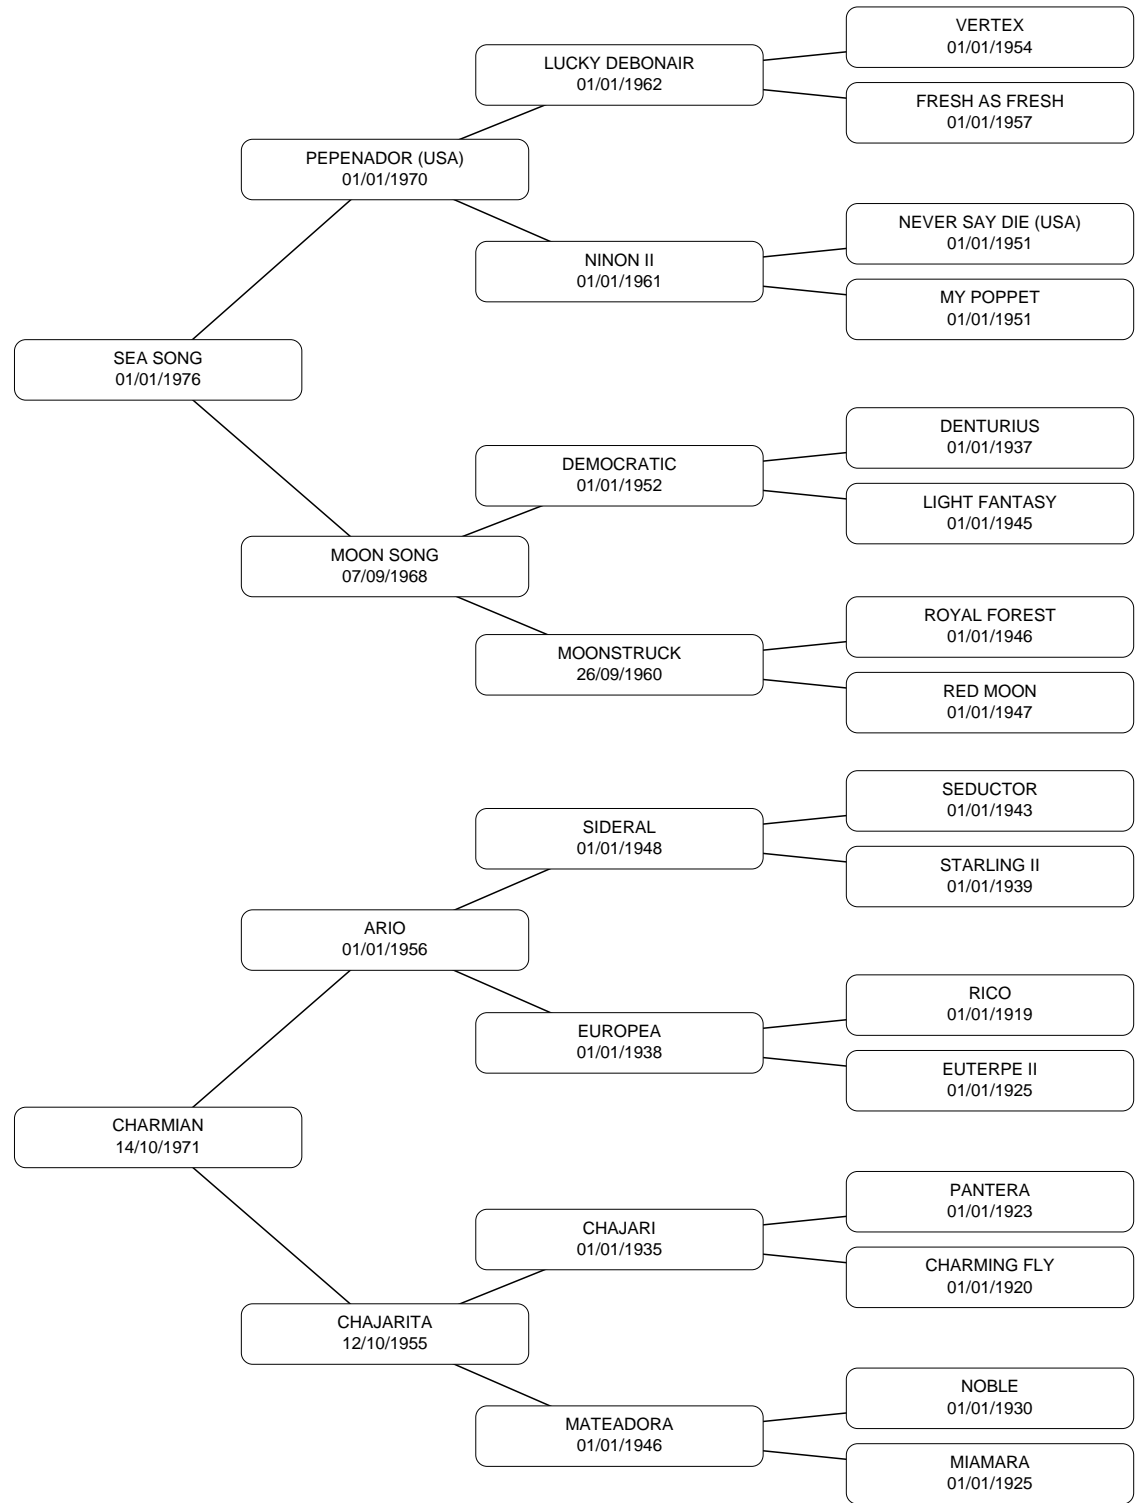 VERTEX
01/01/1954
LUCKY DEBONAIR
01/01/1962
FRESH AS FRESH
01/01/1957
PEPENADOR (USA)
01/01/1970
NEVER SAY DIE (USA)
01/01/1951
NINON II
01/01/1961
MY POPPET
01/01/1951
SEA SONG
01/01/1976
DENTURIUS
01/01/1937
DEMOCRATIC
01/01/1952
LIGHT FANTASY
01/01/1945
MOON SONG
07/09/1968
ROYAL FOREST
01/01/1946
MOONSTRUCK
26/09/1960
RED MOON
01/01/1947
SEDUCTOR
01/01/1943
SIDERAL
01/01/1948
STARLING II
01/01/1939
ARIO
01/01/1956
RICO
01/01/1919
EUROPEA
01/01/1938
EUTERPE II
01/01/1925
CHARMIAN
14/10/1971
PANTERA
01/01/1923
CHAJARI
01/01/1935
CHARMING FLY
01/01/1920
CHAJARITA
12/10/1955
NOBLE
01/01/1930
MATEADORA
01/01/1946
MIAMARA
01/01/1925